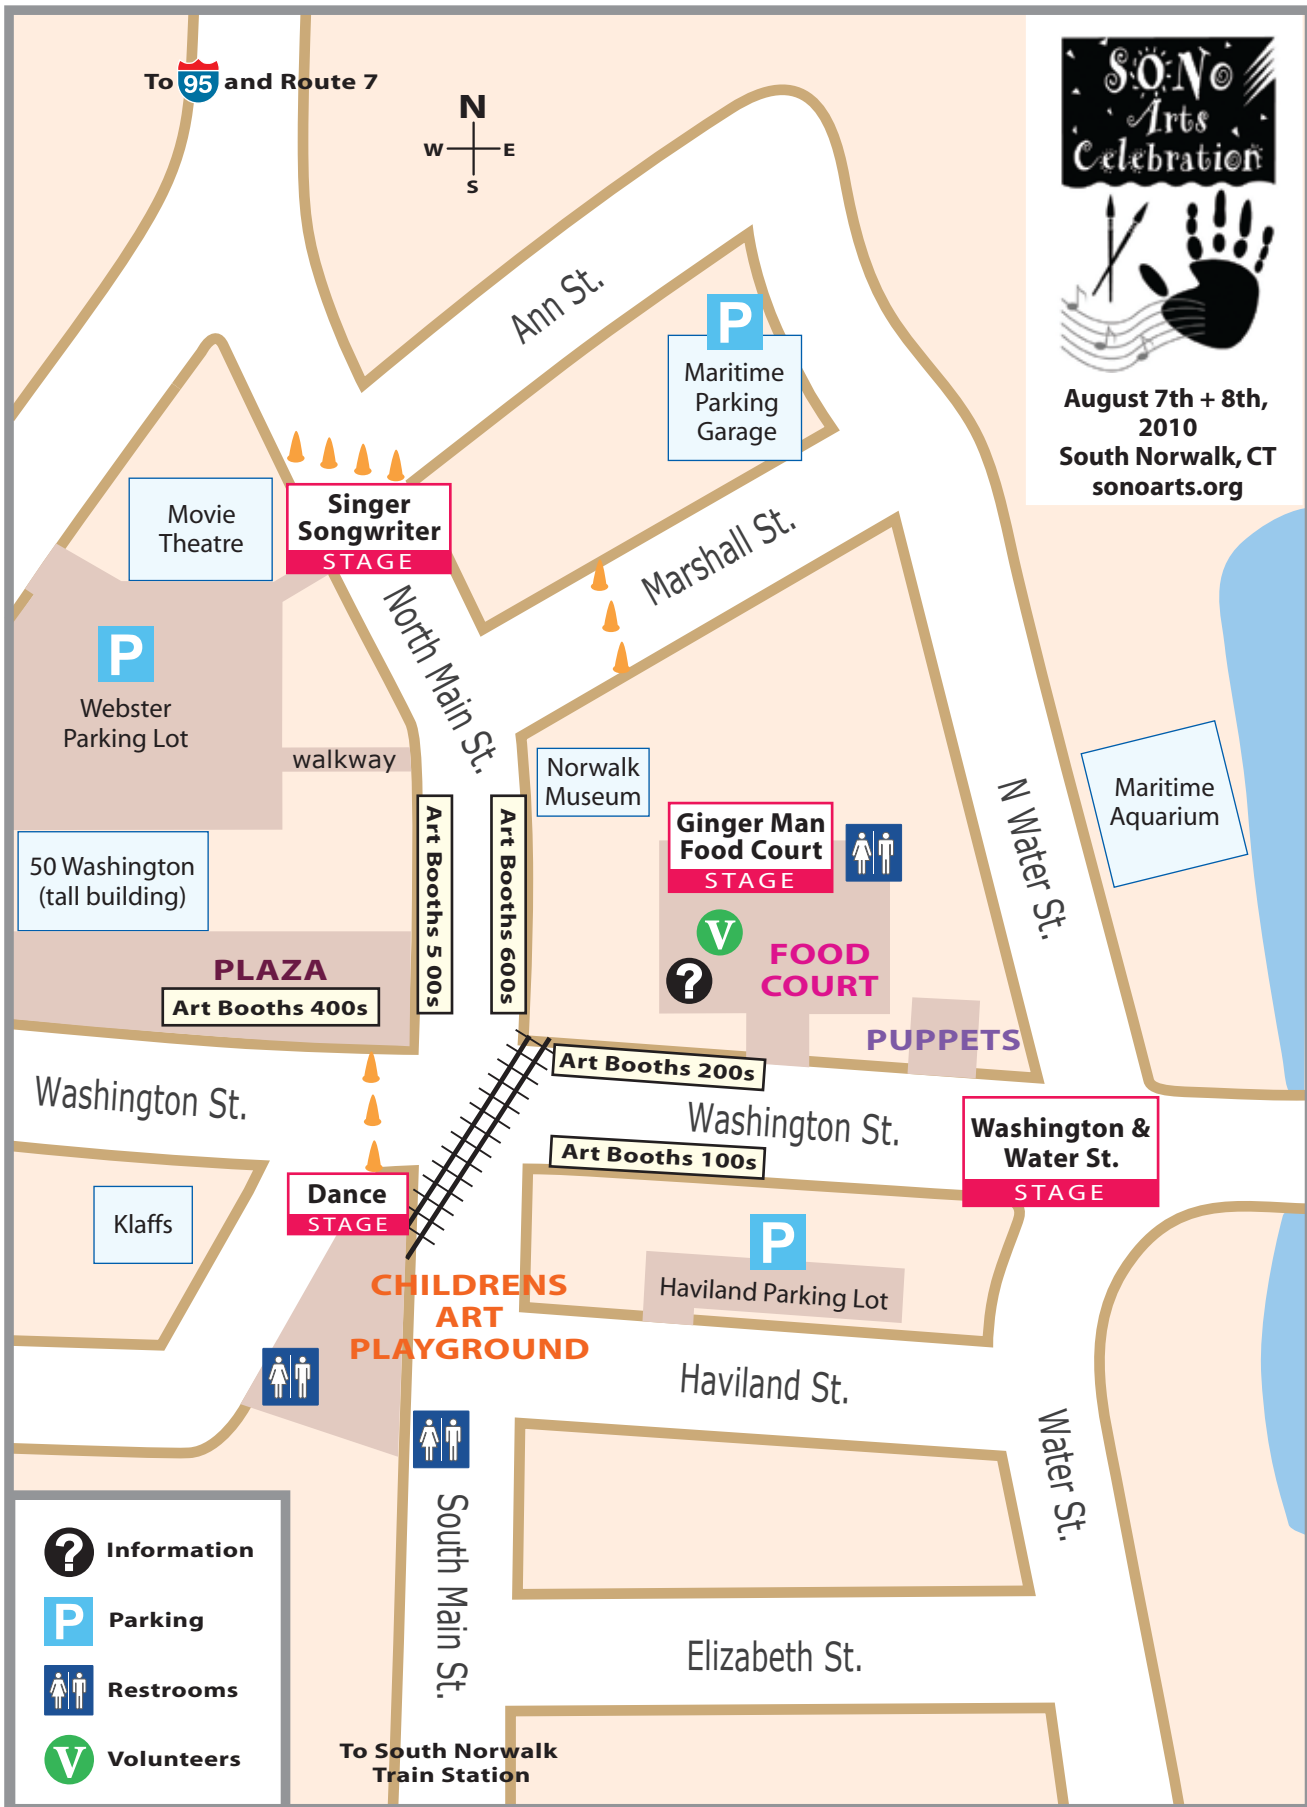 To 95 and Route 7
N
W E
S
SONo
Arts
Celebration
August 7th + 8th,
2010
South Norwalk, CT
sonoarts.org
Ann St.
P
Maritime
Parking
Garage
Movie
Theatre
Singer
Songwriter
STAGE
Marshall St.
North Main St.
P
Webster
Parking Lot
walkway
Norwalk
Museum
Maritime
Aquarium
N Water St.
50 Washington
(tall building)
Art Booths 5 00s
Art Booths 600s
Ginger Man
Food Court
STAGE
V
?
FOOD
COURT
PLAZA
Art Booths 400s
PUPPETS
Art Booths 200s
Washington St.
Washington St.
Art Booths 100s
Washington &
Water St.
STAGE
Dance
STAGE
Klaffs
P
Haviland Parking Lot
CHILDRENS
ART
PLAYGROUND
Haviland St.
Water St.
South Main St.
Elizabeth St.
? Information
P Parking
Restrooms
V Volunteers
To South Norwalk
Train Station